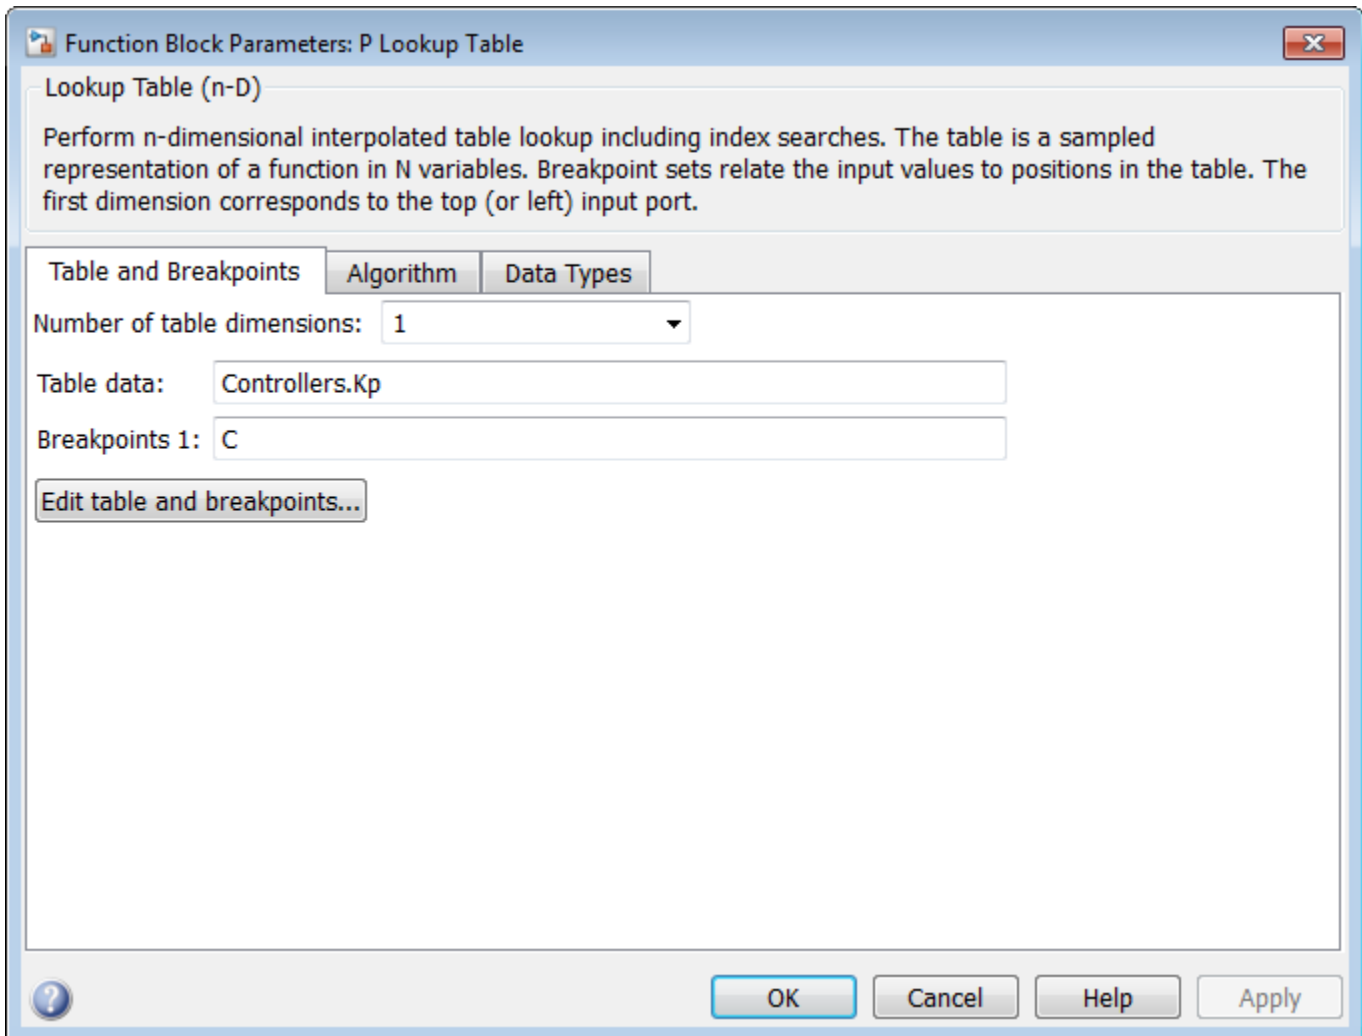 Function Block Parameters: P Lookup Table
Lookup Table (n-D)
Perform n-dimensional interpolated table lookup including index searches. The table is a sampled
representation of a function in N variables. Breakpoint sets relate the input values to positions in the table. The
first dimension corresponds to the top (or left) input port.
Table and Breakpoints Algorithm Data Types
Number of table dimensions: 1
Table data: Controllers.Kp
Breakpoints 1: C
Edit table and breakpoints...
? OK Cancel Help Apply